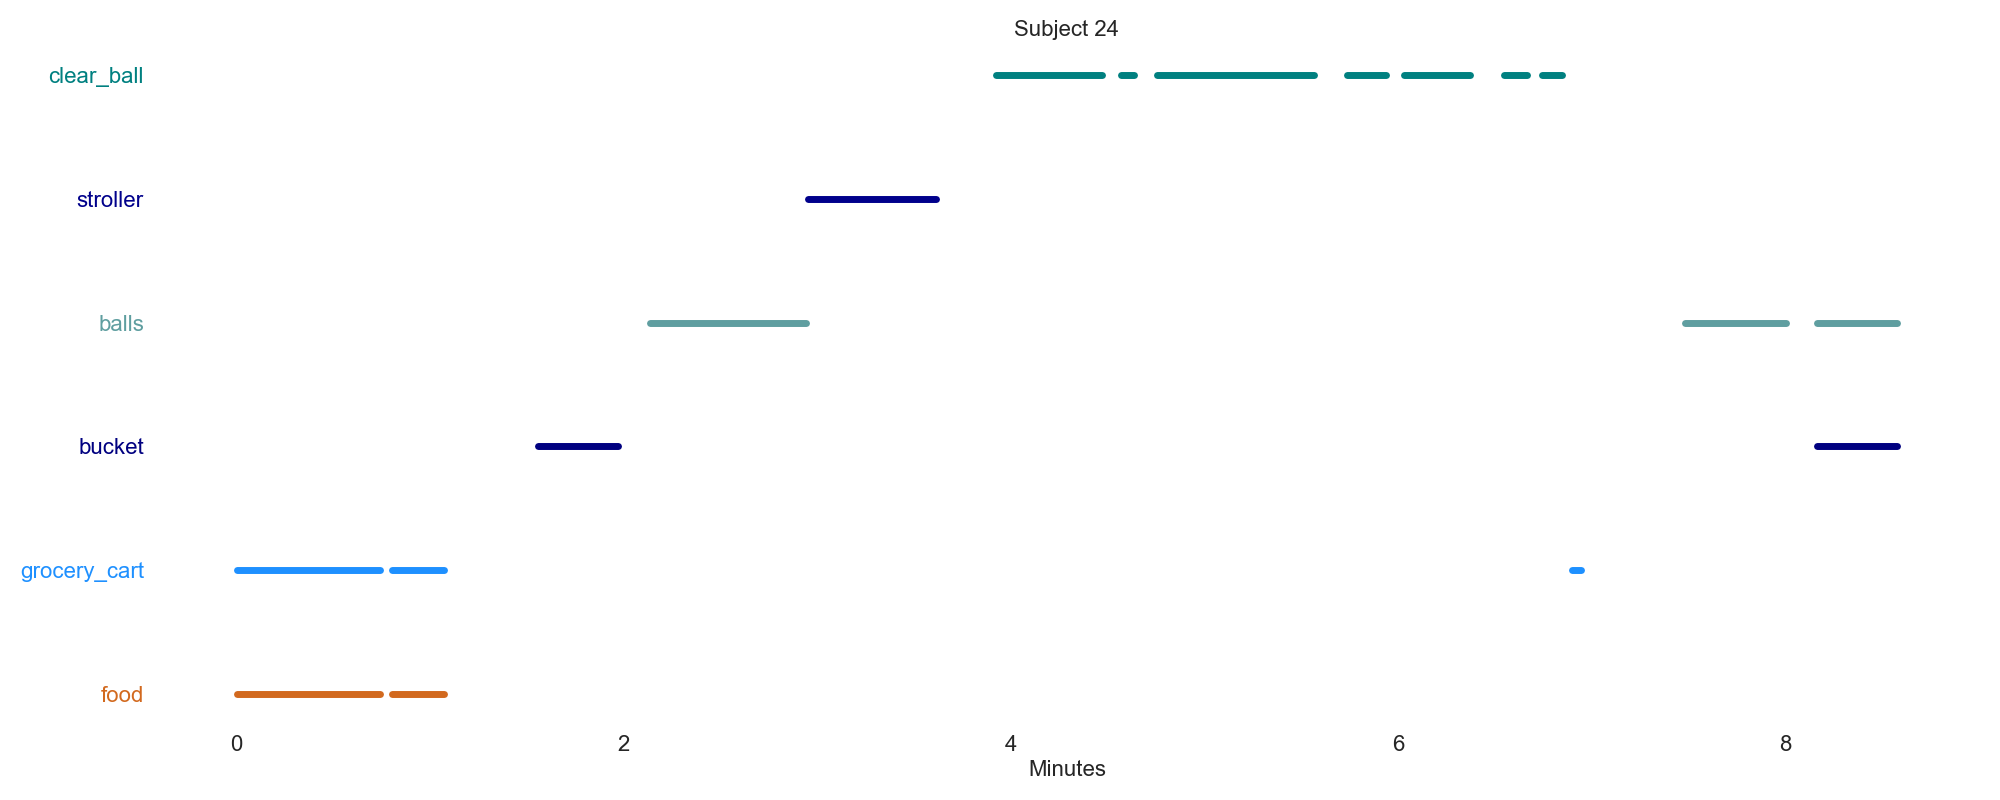 Subject 24
clear_ball
stroller
balls
bucket
grocery_cart
food
0 2 4 6 8
Minutes